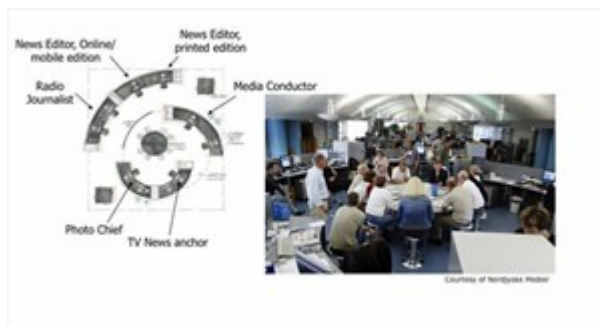 News Editor,
printed edition
News Editor, Online/
mobile edition
Radio
Journalist
Media Conductor
Photo Chief
TV News anchor
Courtesy of Nordjyske Medier